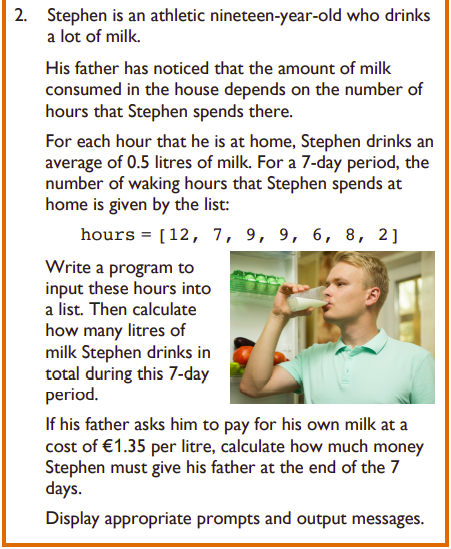 2. Stephen is an athletic nineteen-year-old who drinks
a lot of milk.
His father has noticed that the amount of milk
consumed in the house depends on the number of
hours that Stephen spends there.
For each hour that he is at home, Stephen drinks an
average of 0.5 litres of milk. For a 7-day period, the
number of waking hours that Stephen spends at
home is given by the list:
hours = [12, 7, 9, 9, 6, 8, 2]
Write a program to
input these hours into
a list. Then calculate
how many litres of
milk Stephen drinks in
total during this 7-day
period.
If his father asks him to pay for his own milk at a
cost of €1.35 per litre, calculate how much money
Stephen must give his father at the end of the 7
days.
Display appropriate prompts and output messages.